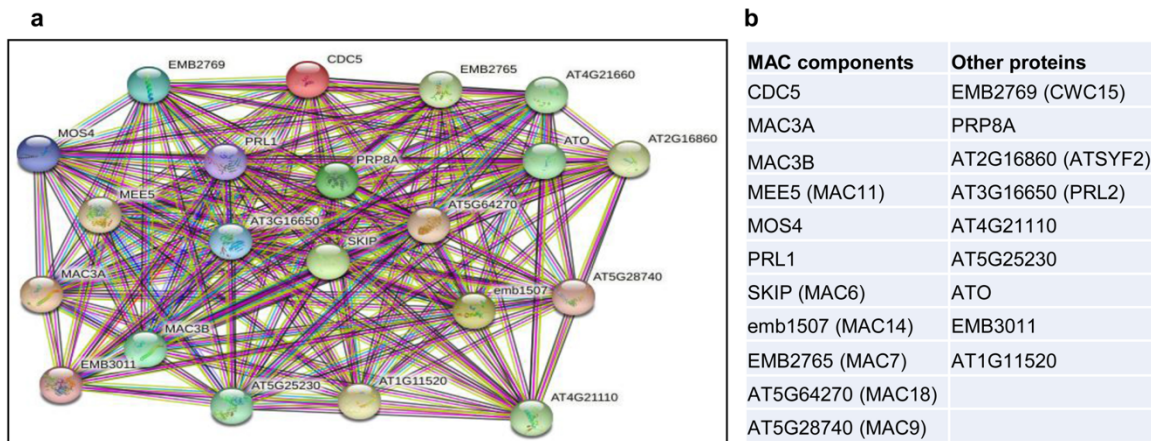 a
EMB2769
CDC5
EMB2765
AT4G21660
MOS4
PRL1
PRP8A
ATO
AT2G16860
MEE5
AT3G16650
AT5G64270
SKIP
MAC3A
emb1507
AT5G28740
MAC3B
EMB3011
AT5G25230
AT1G11520
AT4G21110
b
MAC components Other proteins
CDC5 EMB2769 (CWC15)
MAC3A PRP8A
MAC3B AT2G16860 (ATSYF2)
MEE5 (MAC11) AT3G16650 (PRL2)
MOS4 AT4G21110
PRL1 AT5G25230
SKIP (MAC6) ATO
emb1507 (MAC14) EMB3011
EMB2765 (MAC7) AT1G11520
AT5G64270 (MAC18)
AT5G28740 (MAC9)